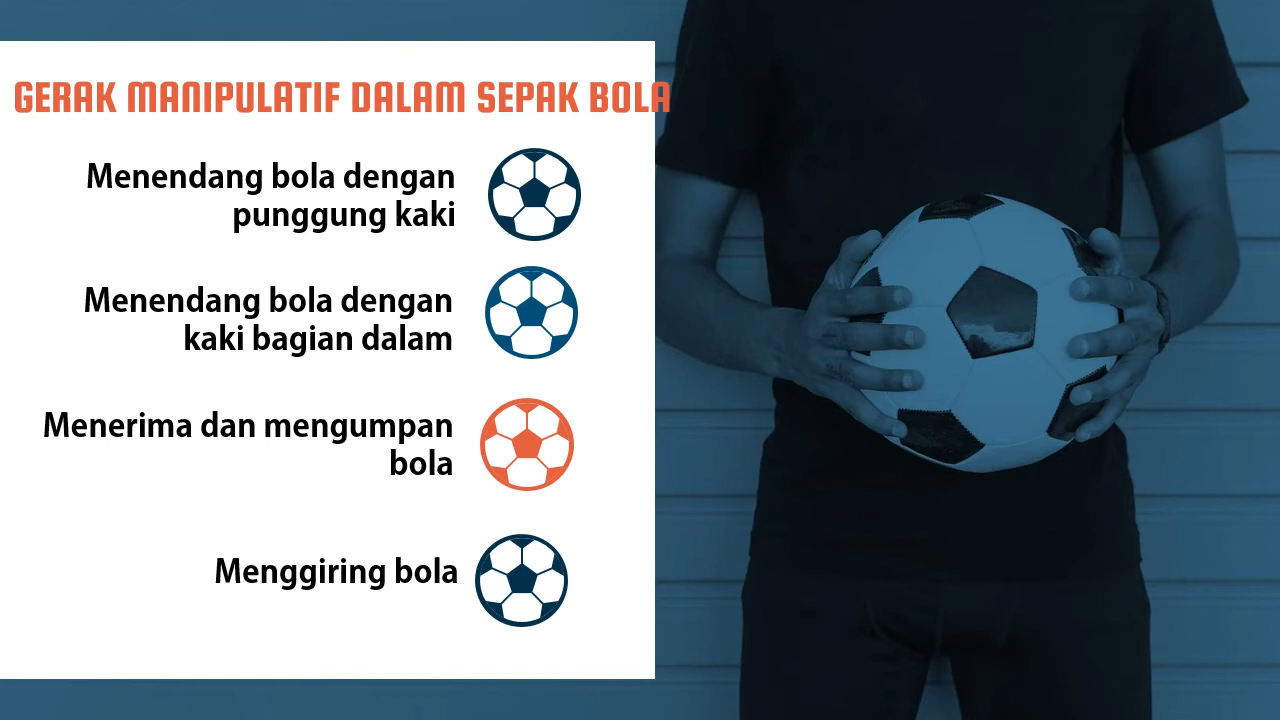 GERAK MANIPULATIF DALAM SEPAK BOLA
Menendang bola dengan
punggung kaki
Menendang bola dengan
kaki bagian dalam
Menerima dan mengumpan
bola
Menggiring bola